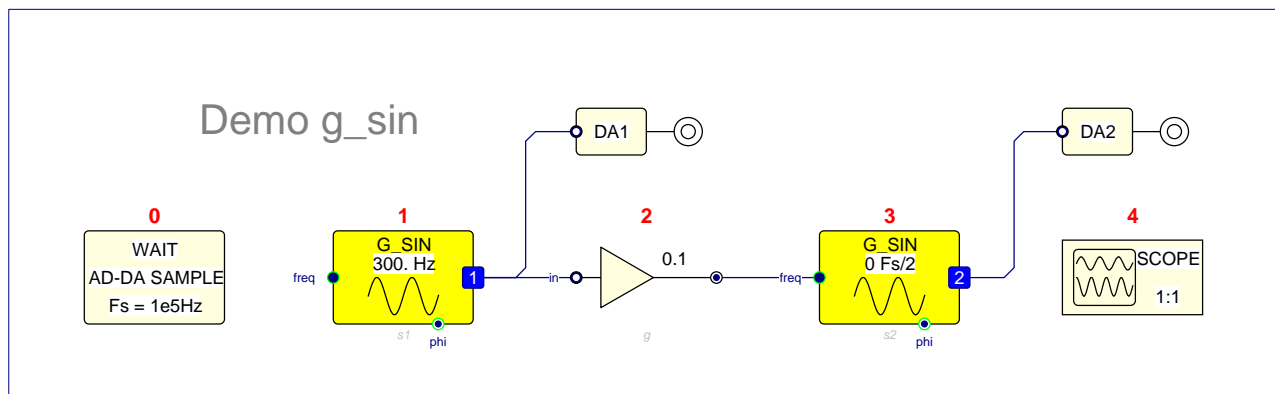 Demo g_sin
DA1
DA2
0
1
2
3
4
WAIT
AD-DA SAMPLE
Fs = 1e5Hz
freq
G_SIN
300. Hz
1
s1
phi
in
0.1
g
freq
G_SIN
0 Fs/2
2
s2
phi
SCOPE
1:1